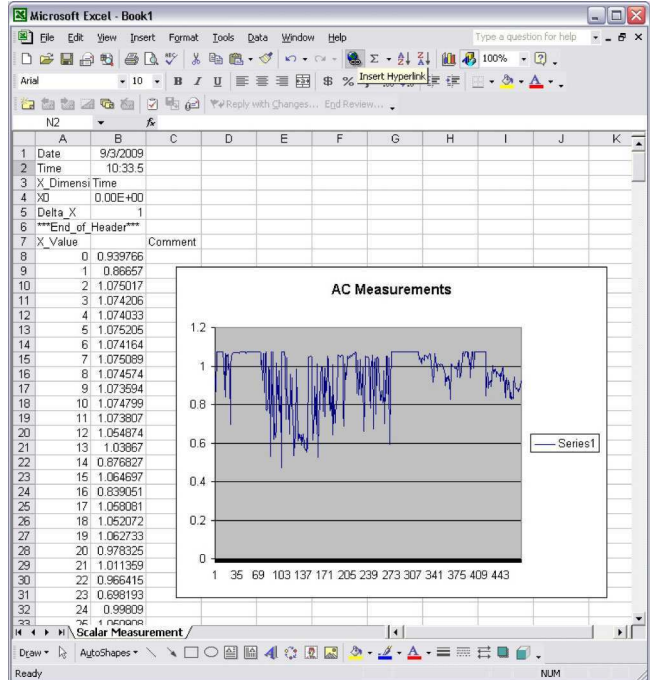 Microsoft Excel - Book1
File Edit View Insert Format Tools Data Window Help Type a question for help
100%
Arial 10 B I U $ %
Insert Hyperlink
Reply with Changes... End Review...
N2 fx
A B C D E F G H I J K
1 Date 9/3/2009
2 Time 10:33.5
3 X_Dimensi Time
4 X0 0.00E+00
5 Delta_X 1
6 ***End_of_Header***
7 X_Value Comment
8 0 0.939766
9 1 0.86657
10 2 1.075017
11 3 1.074206
12 4 1.074033
13 5 1.075205
14 6 1.074164
15 7 1.075089
16 8 1.074574
17 9 1.073594
18 10 1.074799
19 11 1.073807
20 12 1.054874
21 13 1.03867
22 14 0.876827
23 15 1.064697
24 16 0.839051
25 17 1.058081
26 18 1.052072
27 19 1.062733
28 20 0.978325
29 21 1.011359
30 22 0.966415
31 23 0.698193
32 24 0.99809
33 25 1.050908
AC Measurements
1.2
1
0.8
0.6
0.4
0.2
0
1 35 69 103 137 171 205 239 273 307 341 375 409 443
Series1
Scalar Measurement
Draw AutoShapes
Ready NUM